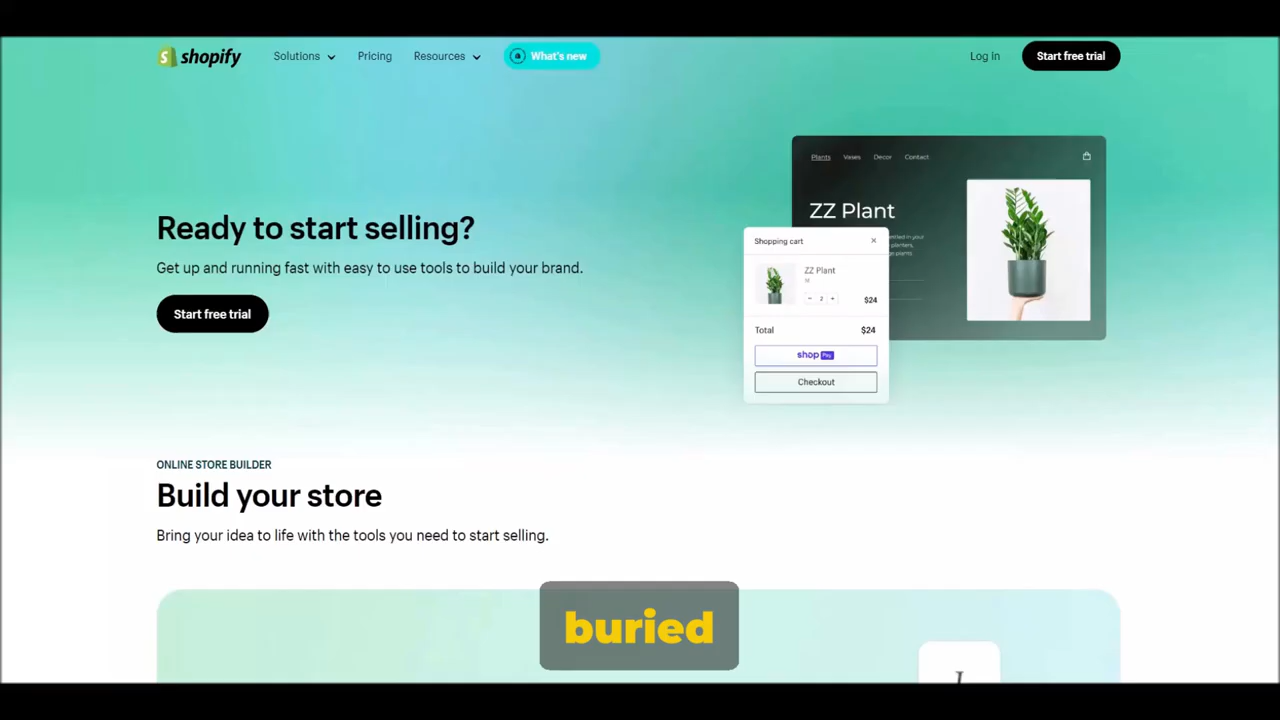 shopify
Solutions
Pricing
Resources
What's new
Log in
Start free trial
Plants
Vases
Decor
Contact
ZZ Plant
Ready to start selling?
Get up and running fast with easy to use tools to build your brand.
Start free trial
Shopping cart
ZZ Plant
2
$24
Total
$24
shop Pay
Checkout
ONLINE STORE BUILDER
Build your store
Bring your idea to life with the tools you need to start selling.
buried